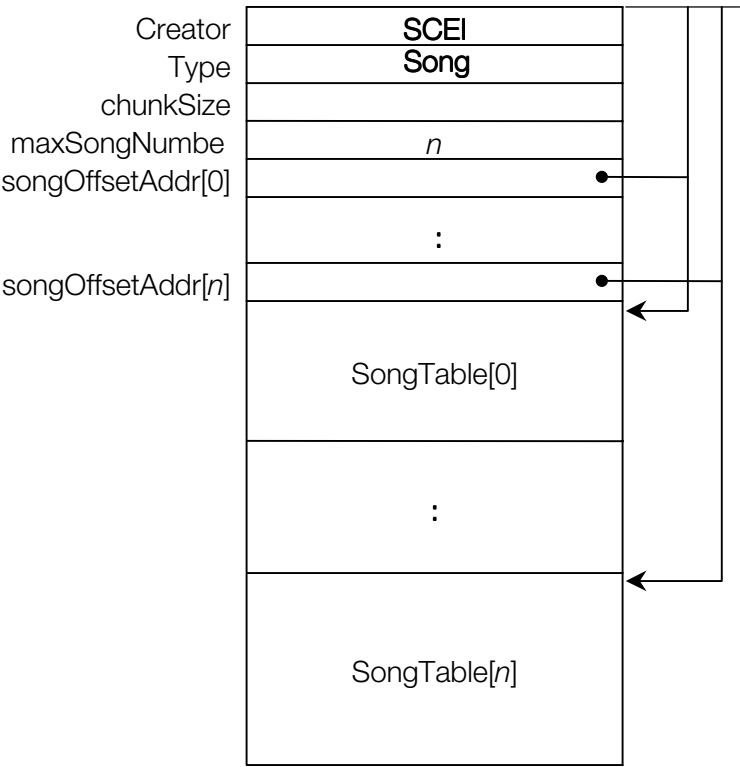 Creator SCEI
Type Song
chunkSize
maxSongNumbe n
songOffsetAddr[0]
:
songOffsetAddr[n]
SongTable[0]
:
SongTable[n]